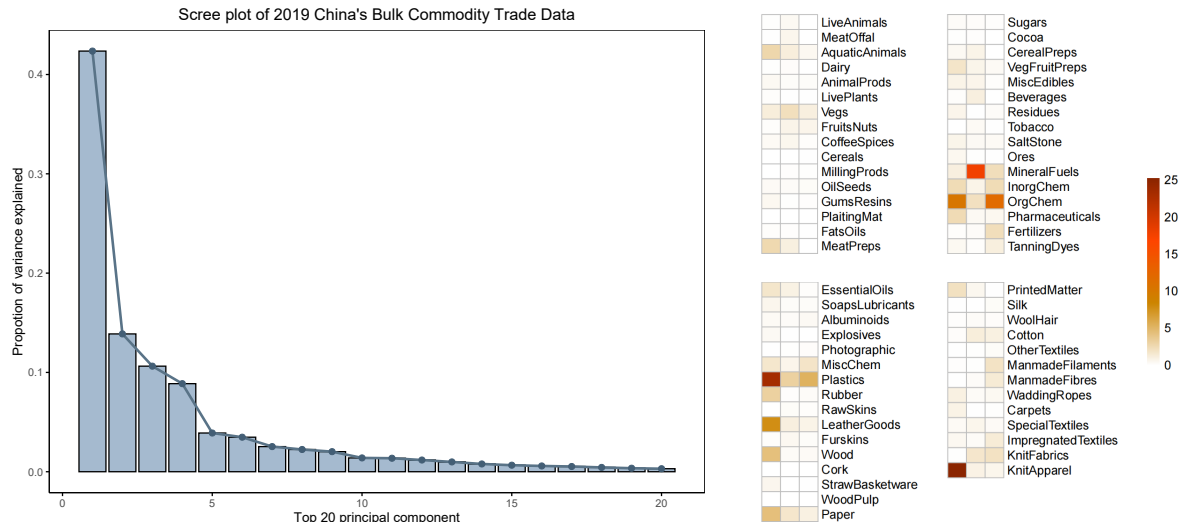 Scree plot of 2019 China's Bulk Commodity Trade Data
Propotion of variance explained
0.4
0.3
0.2
0.1
0.0
0
5
10
15
20
Top 20 principal component
LiveAnimals
MeatOffal
AquaticAnimals
Dairy
AnimalProds
LivePlants
Vegs
FruitsNuts
CoffeeSpices
Cereals
MillingProds
OilSeeds
GumsResins
PlaitingMat
FatsOils
MeatPreps
Sugars
Cocoa
CerealPreps
VegFruitPreps
MiscEdibles
Beverages
Residues
Tobacco
SaltStone
Ores
MineralFuels
InorgChem
OrgChem
Pharmaceuticals
Fertilizers
TanningDyes
EssentialOils
SoapsLubricants
Albuminoids
Explosives
Photographic
MiscChem
Plastics
Rubber
RawSkins
LeatherGoods
Furskins
Wood
Cork
StrawBasketware
WoodPulp
Paper
PrintedMatter
Silk
WoolHair
Cotton
OtherTextiles
ManmadeFilaments
ManmadeFibres
WaddingRopes
Carpets
SpecialTextiles
ImpregnatedTextiles
KnitFabrics
KnitApparel
25
20
15
10
5
0